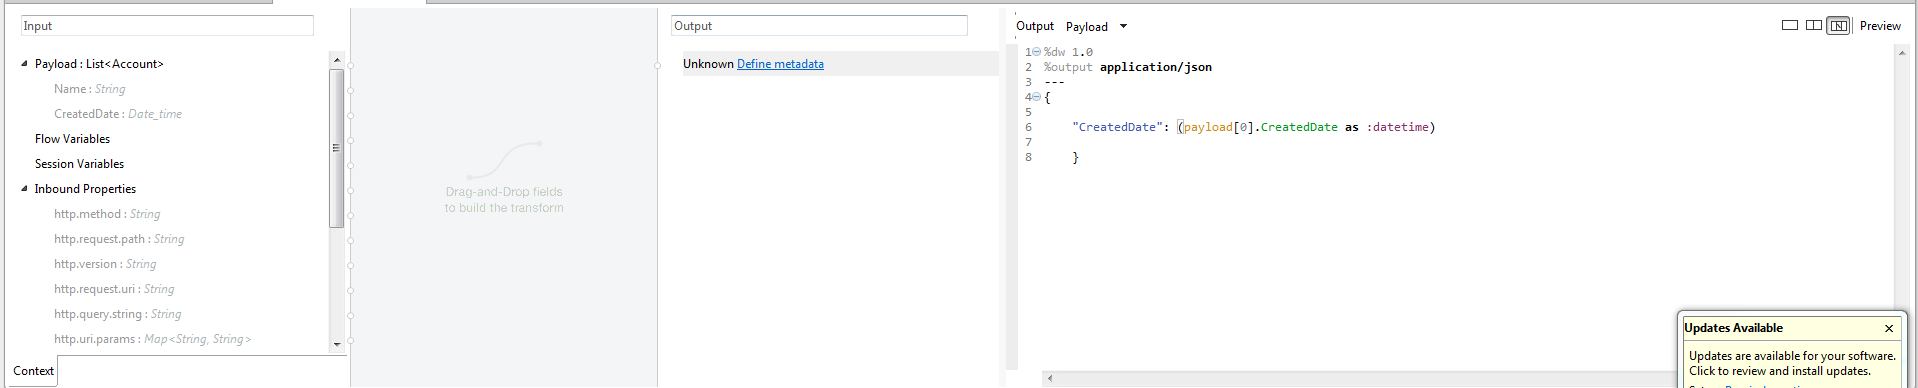 Input
Payload : List<Account>
Name : String
CreatedDate : Date_time
Flow Variables
Session Variables
Inbound Properties
http.method : String
http.request.path : String
http.version : String
http.request.uri : String
http.query.string : String
http.uri.params : Map<String, String>
Context
Drag-and-Drop fields
to build the transform
Output
Unknown Define metadata
Output Payload
Preview
1 %dw 1.0
2 %output application/json
3 ---
4 {
5
6 "CreatedDate": (payload[0].CreatedDate as :datetime)
7
8 }
Updates Available
Updates are available for your software.
Click to review and install updates.